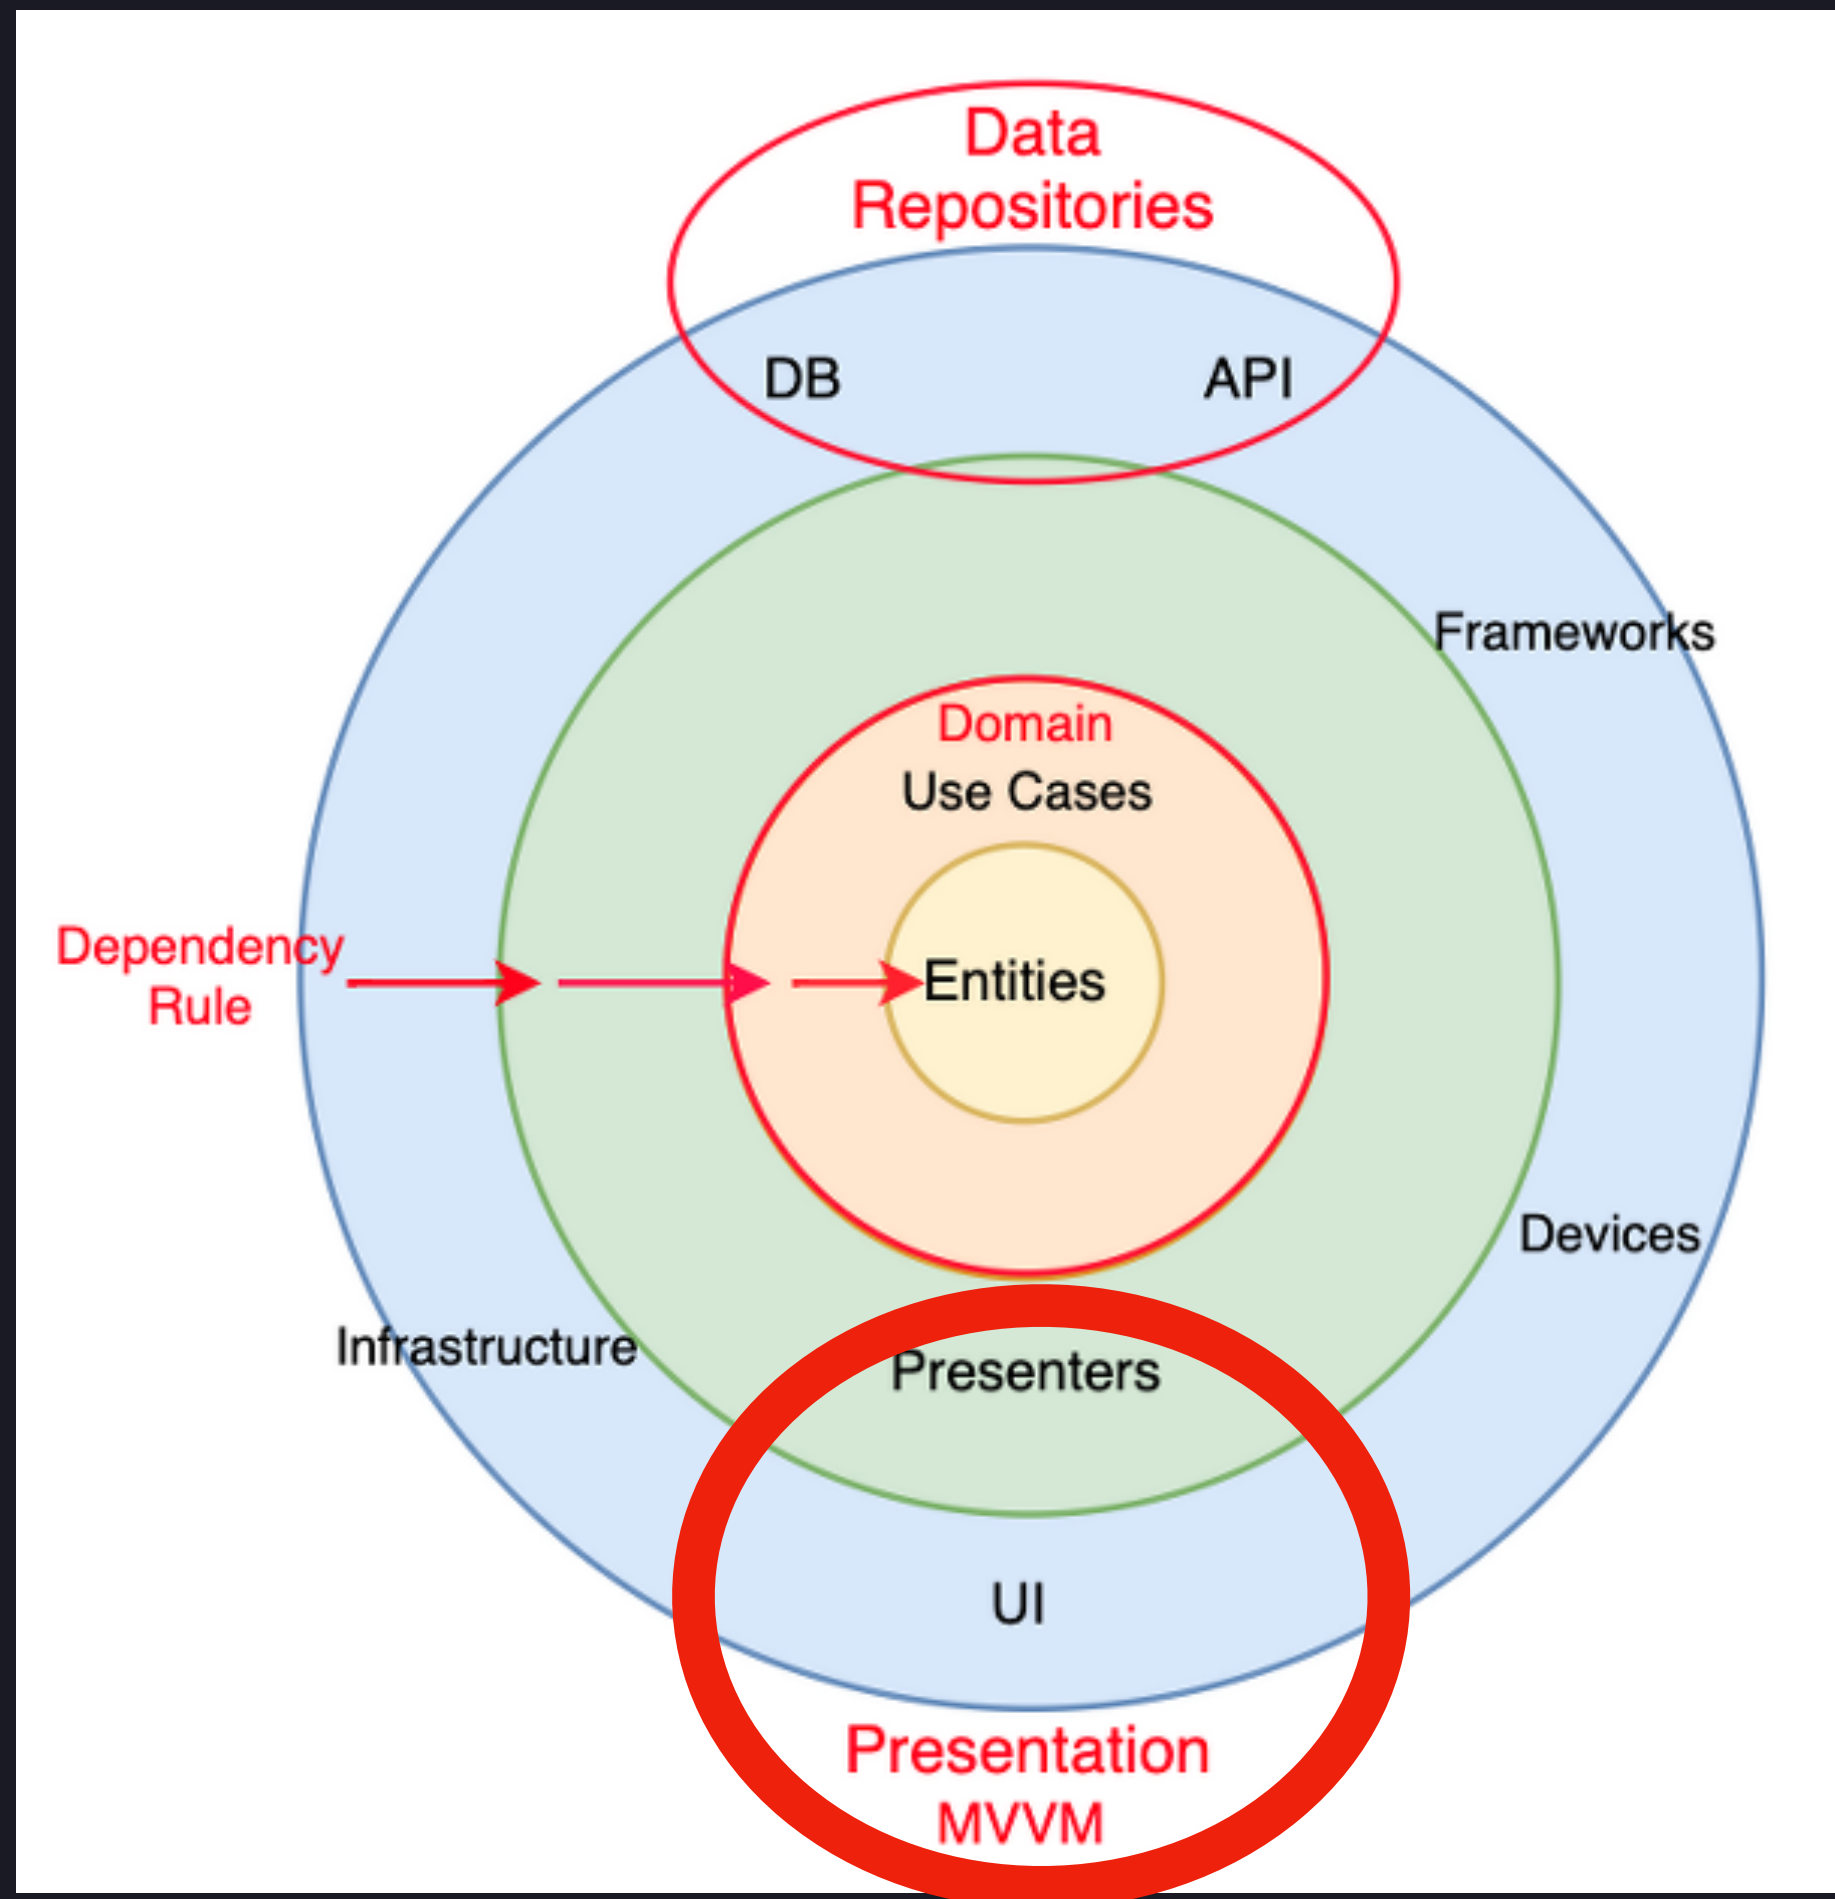 Data
Repositories
DB
API
Frameworks
Domain
Use Cases
Dependency
Rule
Entities
Devices
Infrastructure
Presenters
UI
Presentation
MVVM